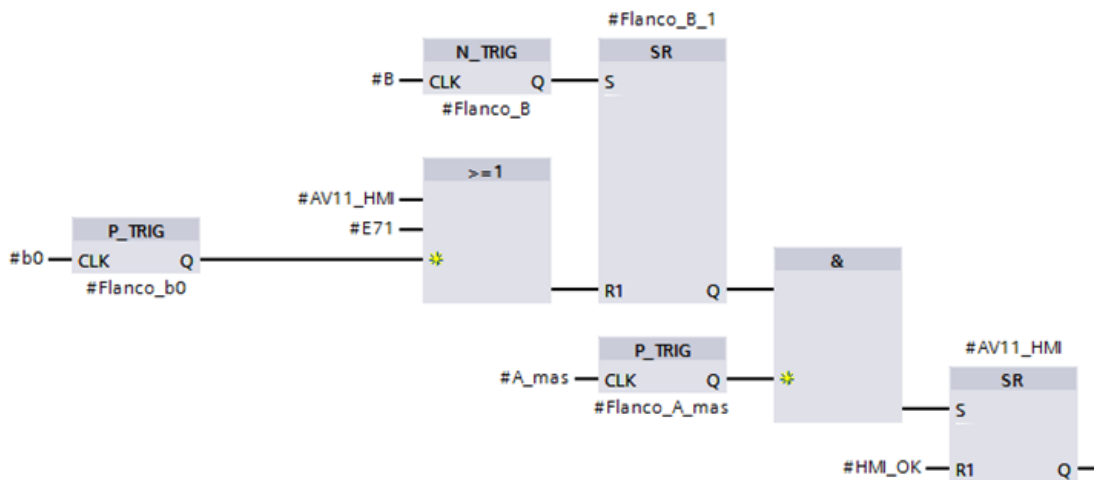 #Flanco_B_1
N_TRIG
SR
#B
CLK
Q
S
#Flanco_B
>=1
#AV11_HMI
#E71
P_TRIG
#b0
CLK
Q
&
#Flanco_b0
R1
Q
P_TRIG
#AV11_HMI
#A_mas
CLK
Q
SR
#Flanco_A_mas
S
#HMI_OK
R1
Q